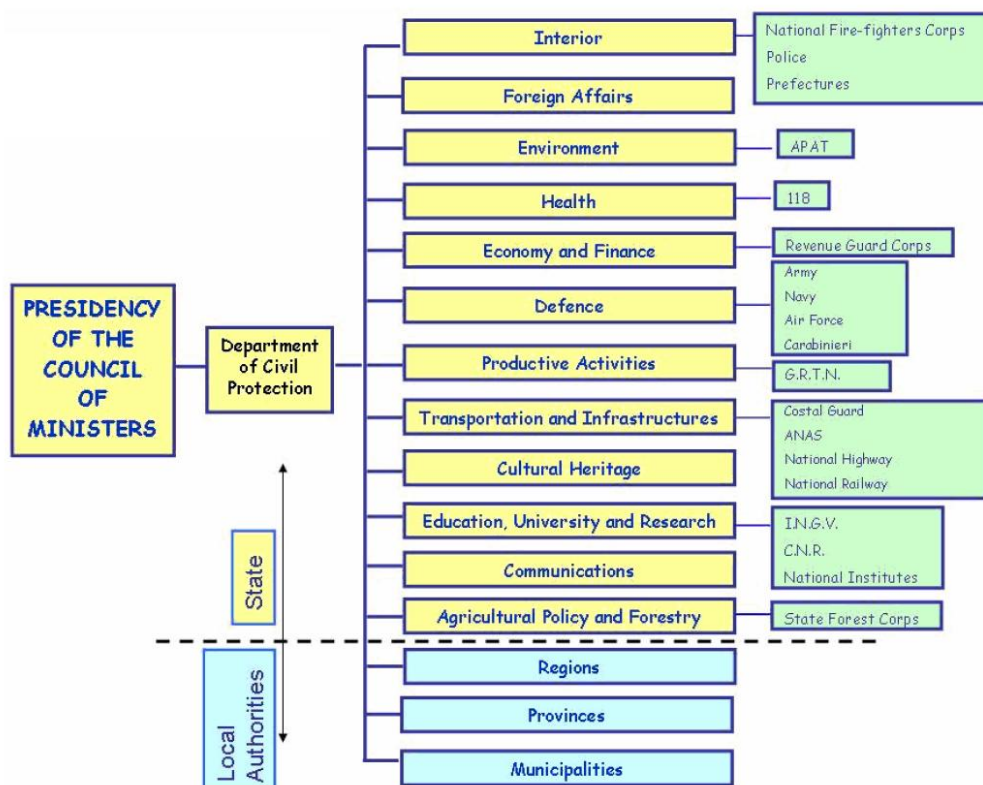 PRESIDENCY
OF THE
COUNCIL
OF
MINISTERS
Department
of Civil
Protection
Interior
National Fire-fighters Corps
Police
Prefectures
Foreign Affairs
Environment
APAT
Health
118
Economy and Finance
Revenue Guard Corps
Defence
Army
Navy
Air Force
Carabinieri
Productive Activities
G.R.T.N.
Transportation and Infrastructures
Costal Guard
ANAS
National Highway
National Railway
Cultural Heritage
Education, University and Research
I.N.G.V.
C.N.R.
National Institutes
Communications
Agricultural Policy and Forestry
State Forest Corps
State
Local
Authorities
Regions
Provinces
Municipalities